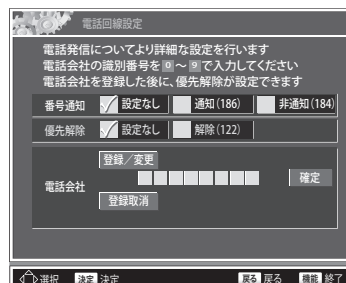 電話回線設定
電話発信についてより詳細な設定を行います
電話会社の識別番号を 0 ～ 9 で入力してください
電話会社を登録した後に、優先解除が設定できます
番号通知 設定なし 通知(186) 非通知(184)
優先解除 設定なし 解除(122)
登録／変更
電話会社 確定
登録取消
選択 決定 決定 戻る 戻る 機能 終了